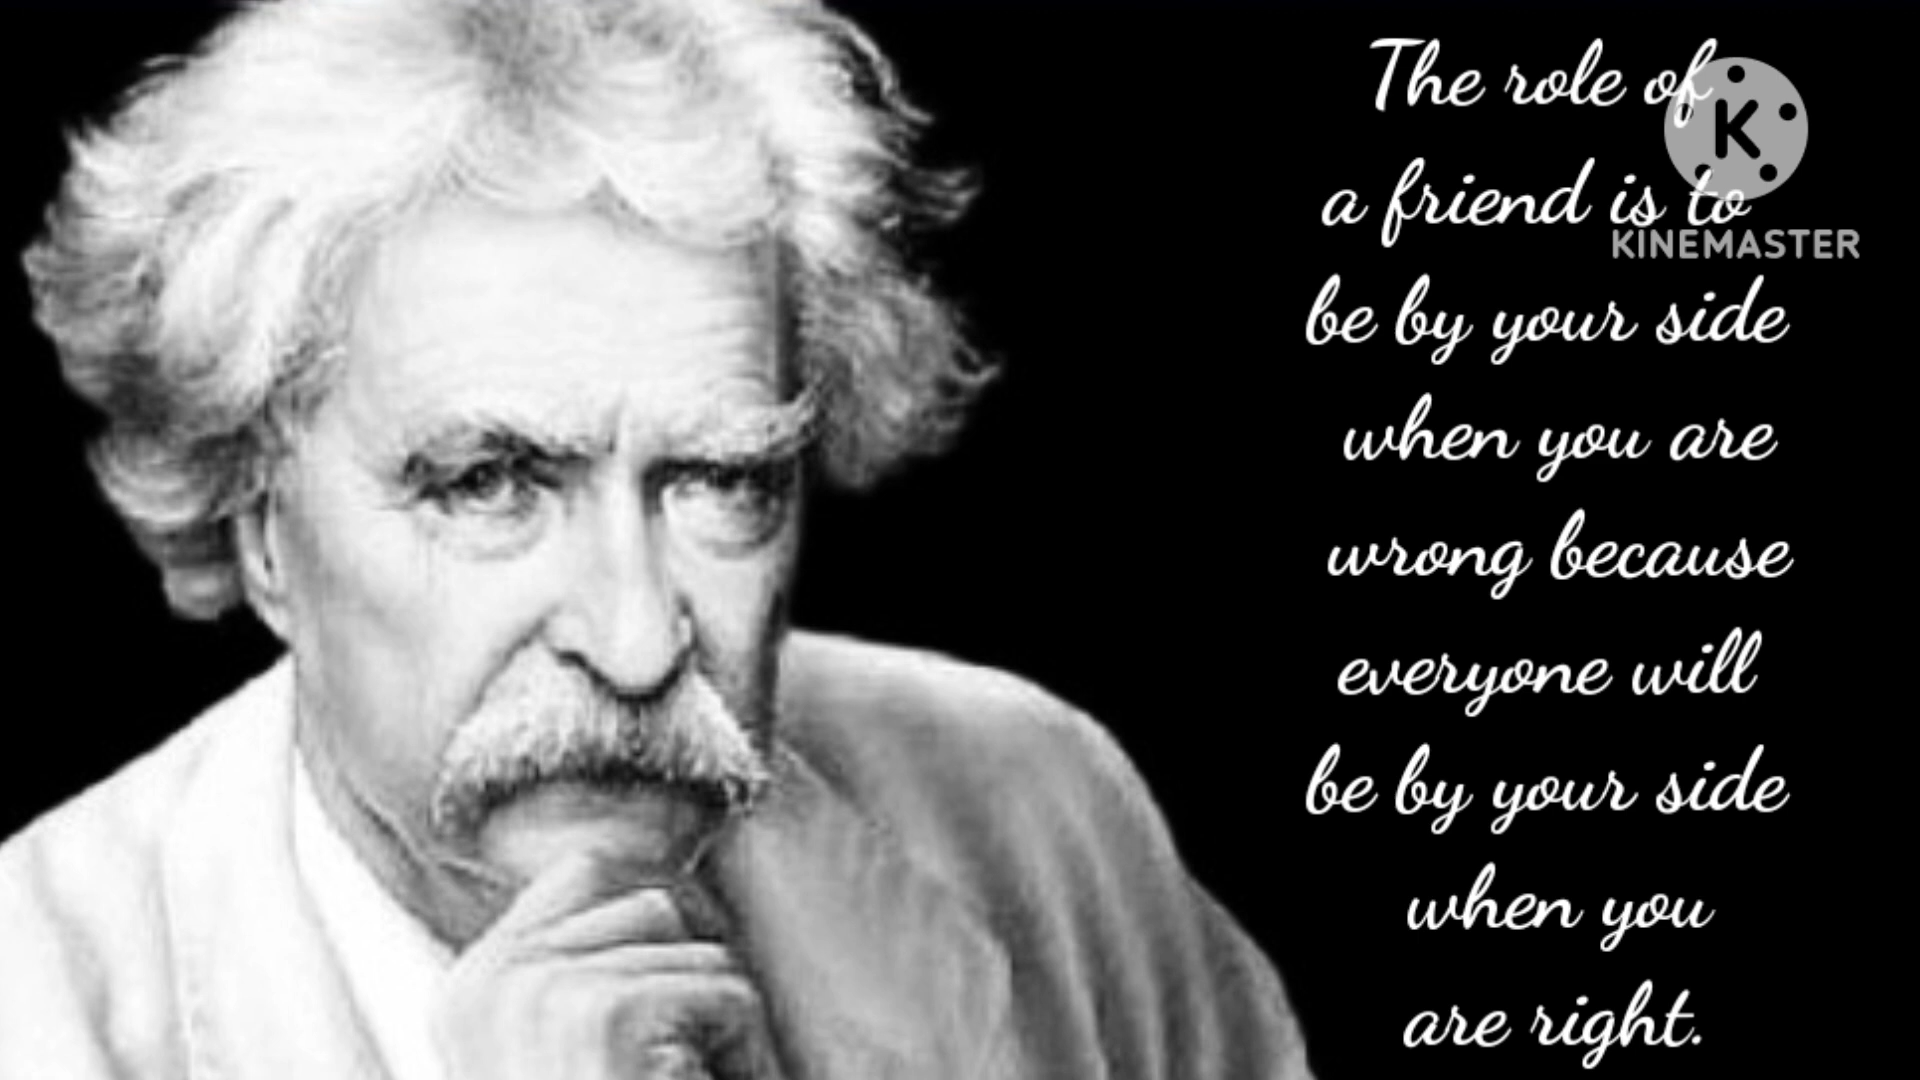 The role of
a friend is to
KINEMASTER
be by your side
when you are
wrong because
everyone will
be by your side
when you
are right.